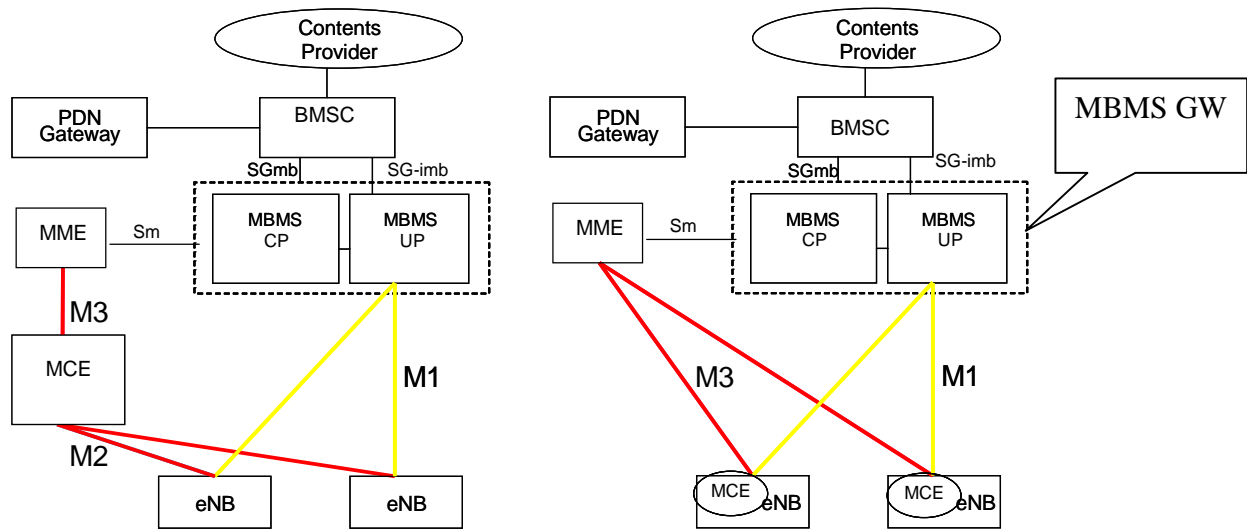 Contents
Provider
PDN
Gateway
BMSC
SGmb
SG-imb
MME
Sm
MBMS
CP
MBMS
UP
M3
MCE
M1
M2
eNB
eNB
Contents
Provider
PDN
Gateway
BMSC
MBMS GW
SGmb
SG-imb
MME
Sm
MBMS
CP
MBMS
UP
M3
M1
MCE
eNB
MCE
eNB